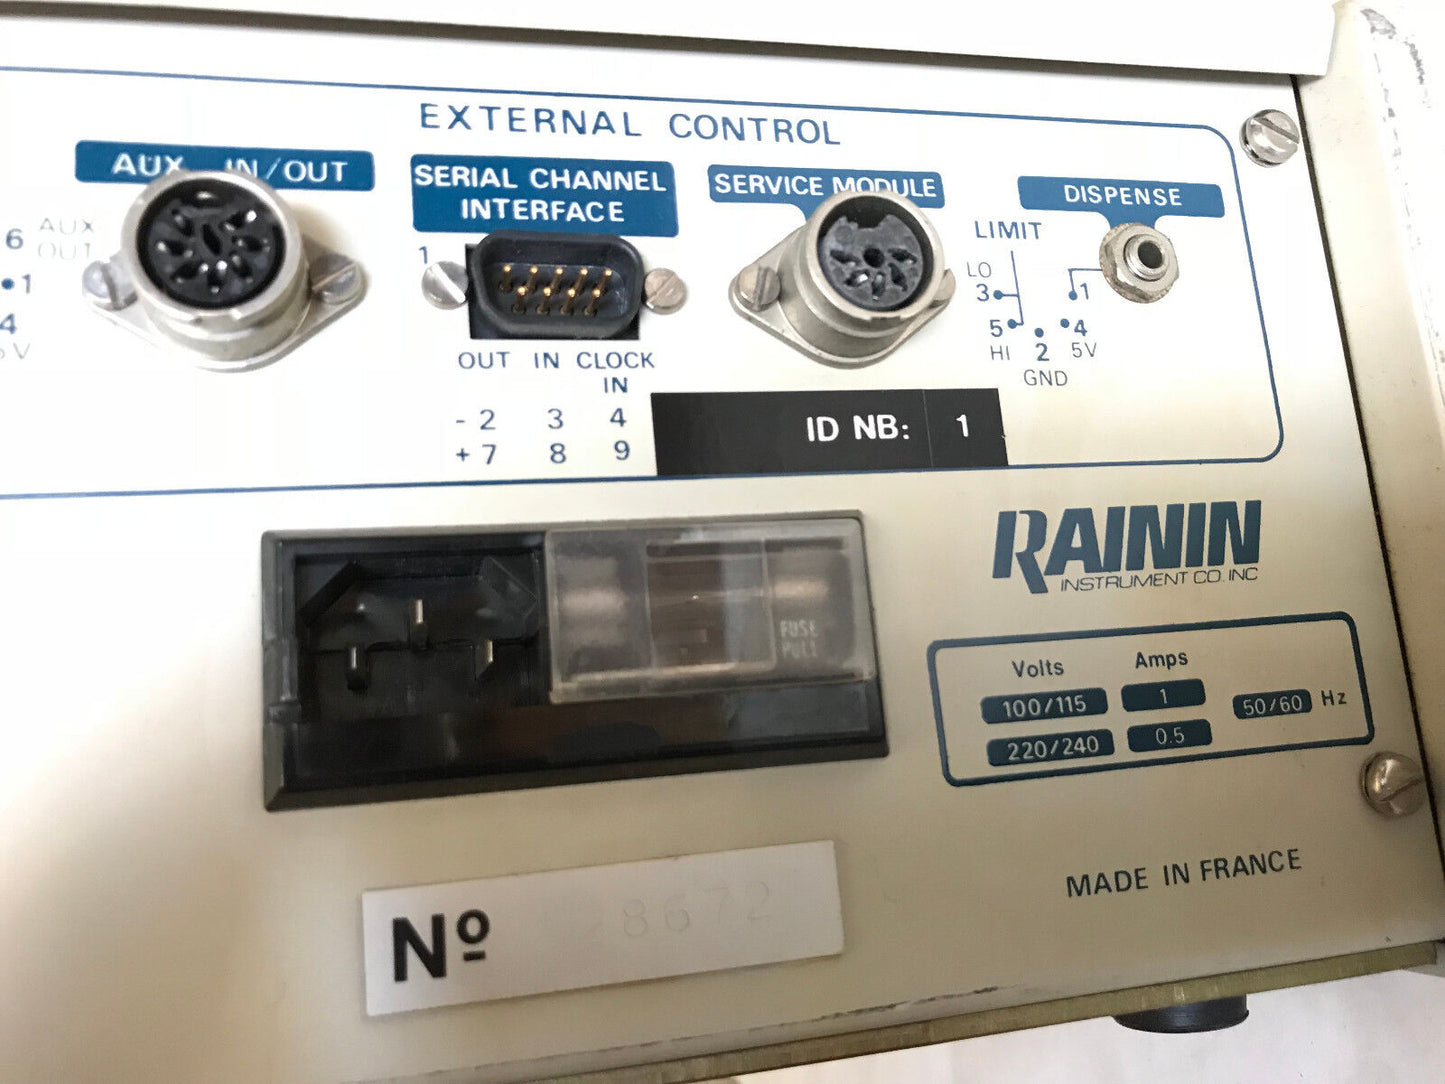 EXTERNAL CONTROL
AUX IN/OUT
SERIAL CHANNEL
INTERFACE
SERVICE MODULE
DISPENSE
6 AUX
OUT
1
4
5V
1
OUT IN CLOCK
IN
- 2 3 4
+ 7 8 9
LIMIT
LO
3
1
5
4
HI
2
5V
GND
ID NB: 1
FUSE
PULL
RAININ
INSTRUMENT CO. INC
Volts Amps
100/115 1
220/240 0.5
50/60 Hz
MADE IN FRANCE
Nº 28672